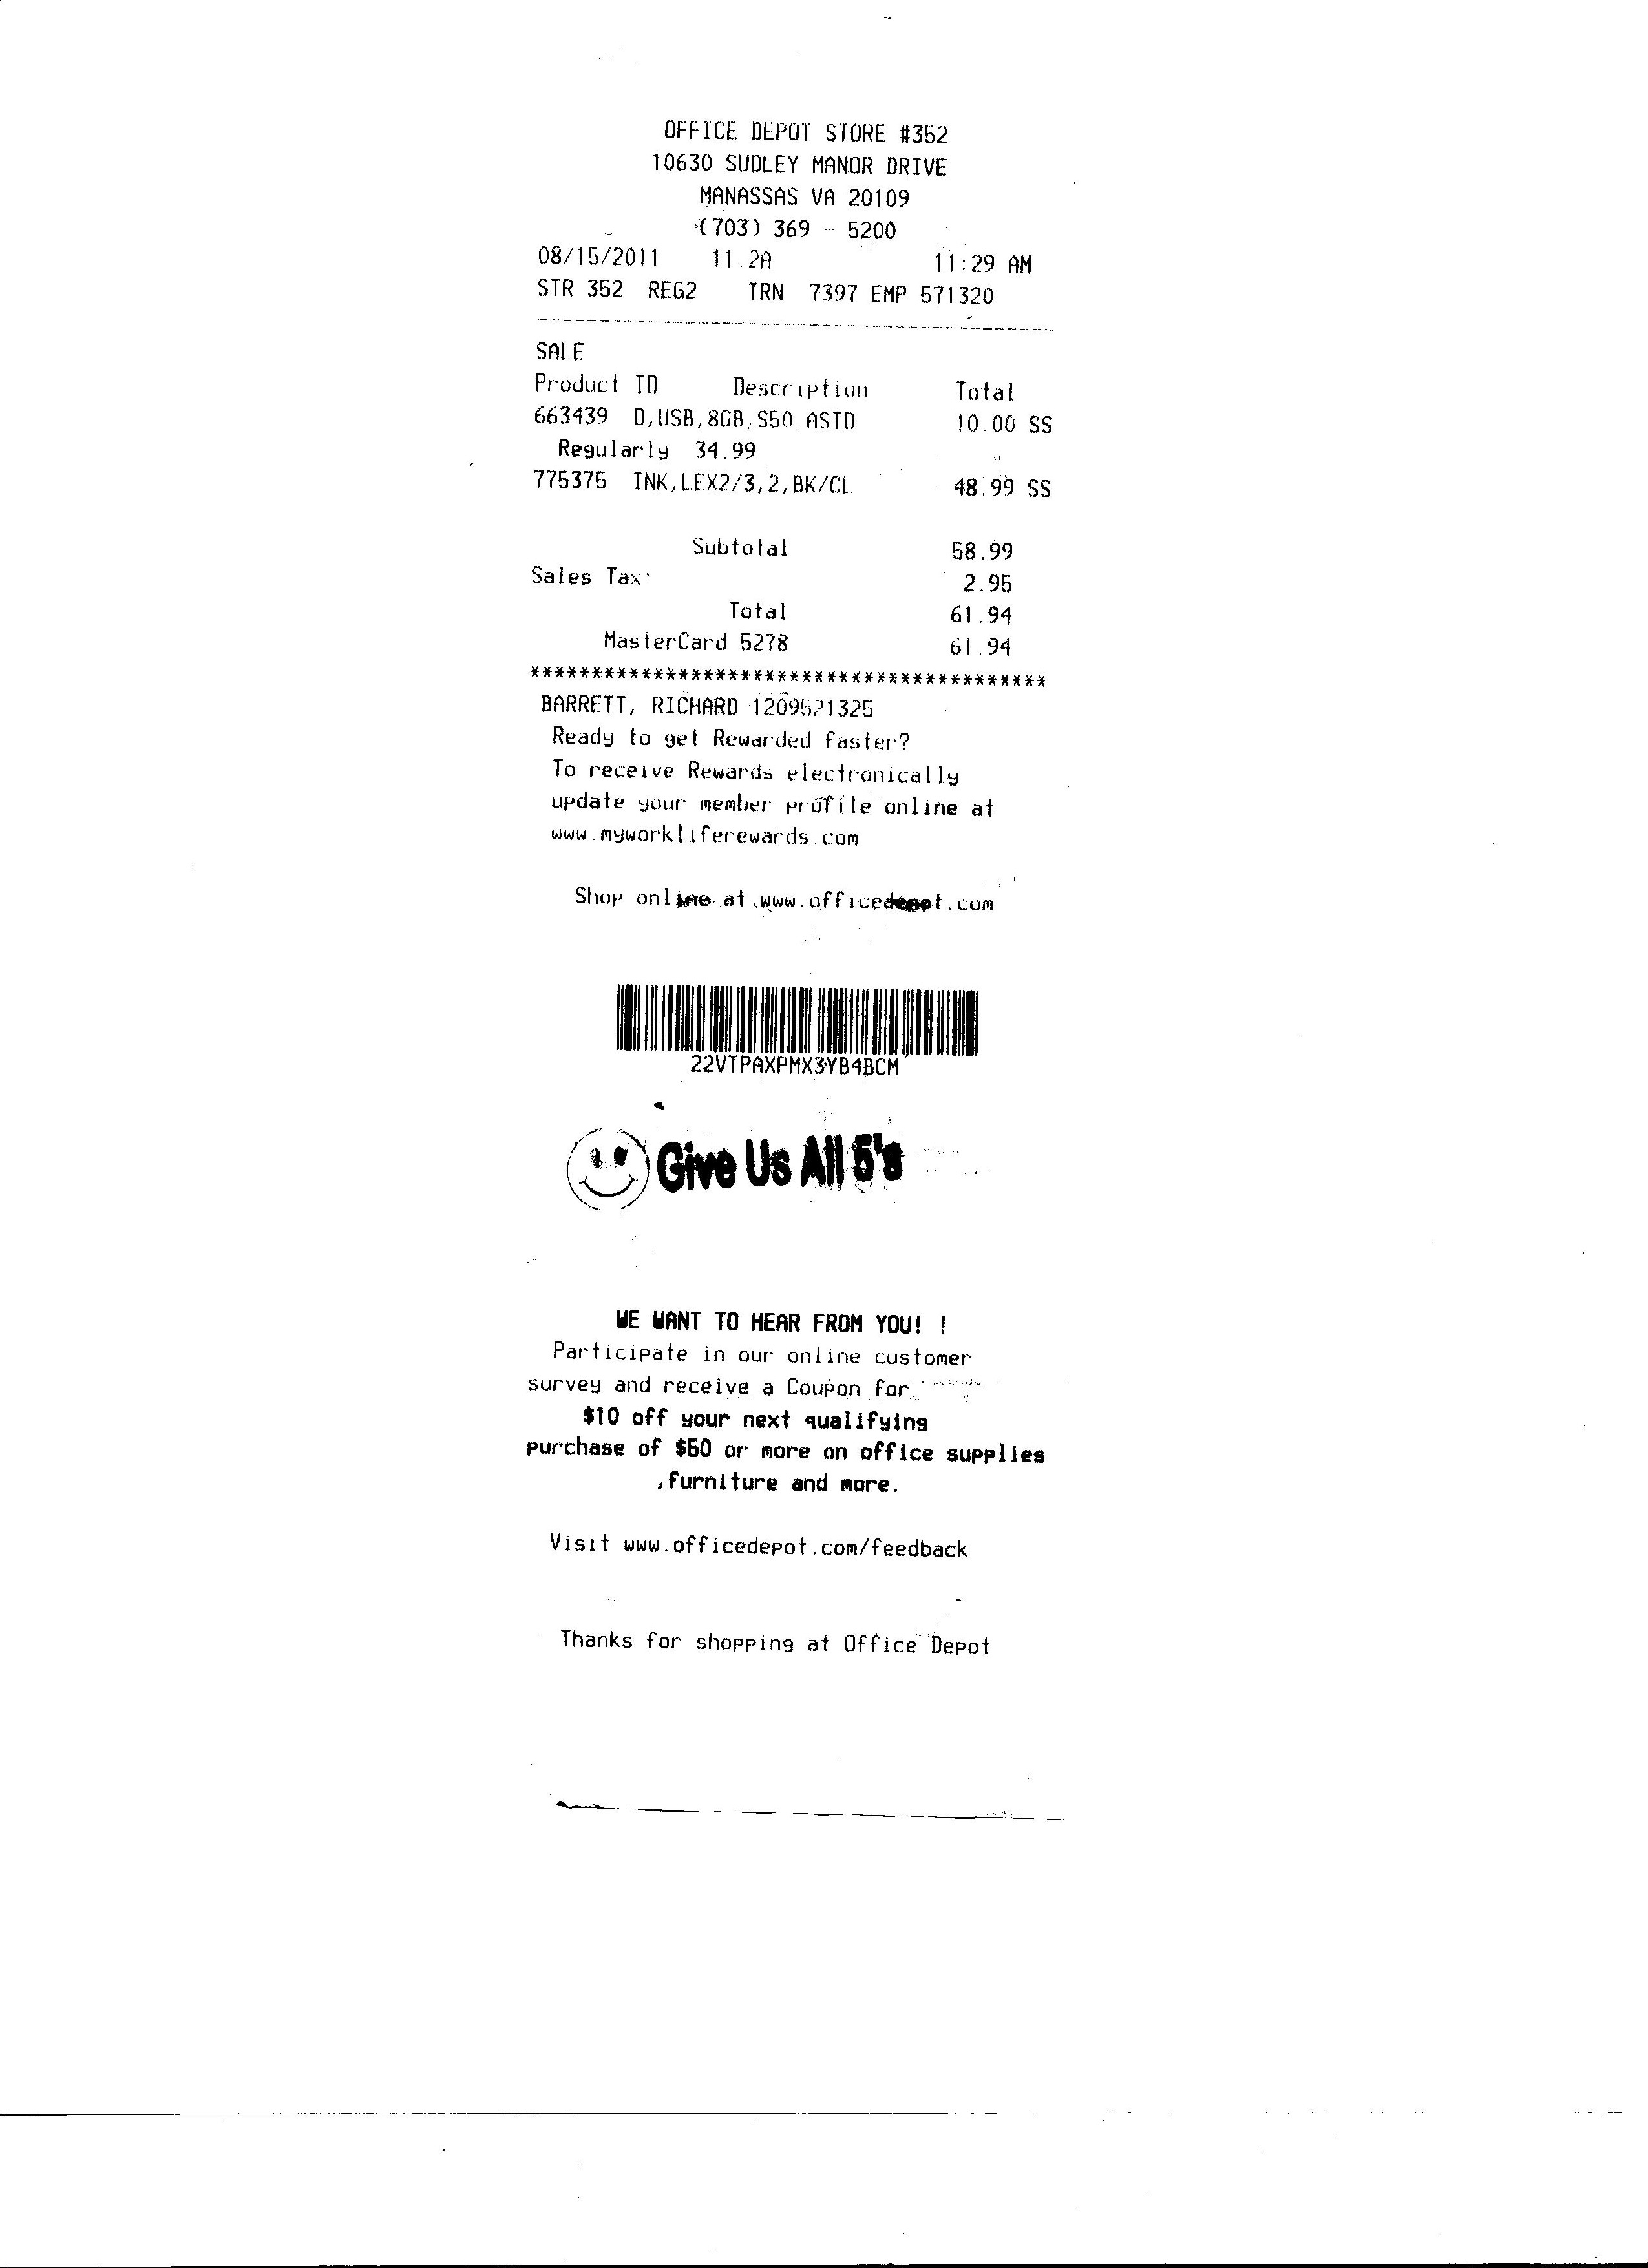 OFFICE DEPOT STORE #352
10630 SUDLEY MANOR DRIVE
MANASSAS VA 20109
(703) 369 - 5200
08/15/2011 11.2A 11:29 AM
STR 352 REG2 TRN 7397 EMP 571320
SALE
Product ID Description Total
663439 D,USB,8GB,S50,ASTD 10.00 SS
Regularly 34.99
775375 INK,LEX2/3,2,BK/CL 48.99 SS
Subtotal 58.99
Sales Tax: 2.95
Total 61.94
MasterCard 5278 61.94
******************************************
BARRETT, RICHARD 1209521325
Ready to get Rewarded faster?
To receive Rewards electronically
update your member profile online at
www.myworkliferewards.com
Shop online at www.officedepot.com
22VTPAXPMX3YB4BCM
Give Us All 5's
WE WANT TO HEAR FROM YOU! !
Participate in our online customer
survey and receive a Coupon for
$10 off your next qualifying
purchase of $50 or more on office supplies
,furniture and more.
Visit www.officedepot.com/feedback
Thanks for shopping at Office Depot